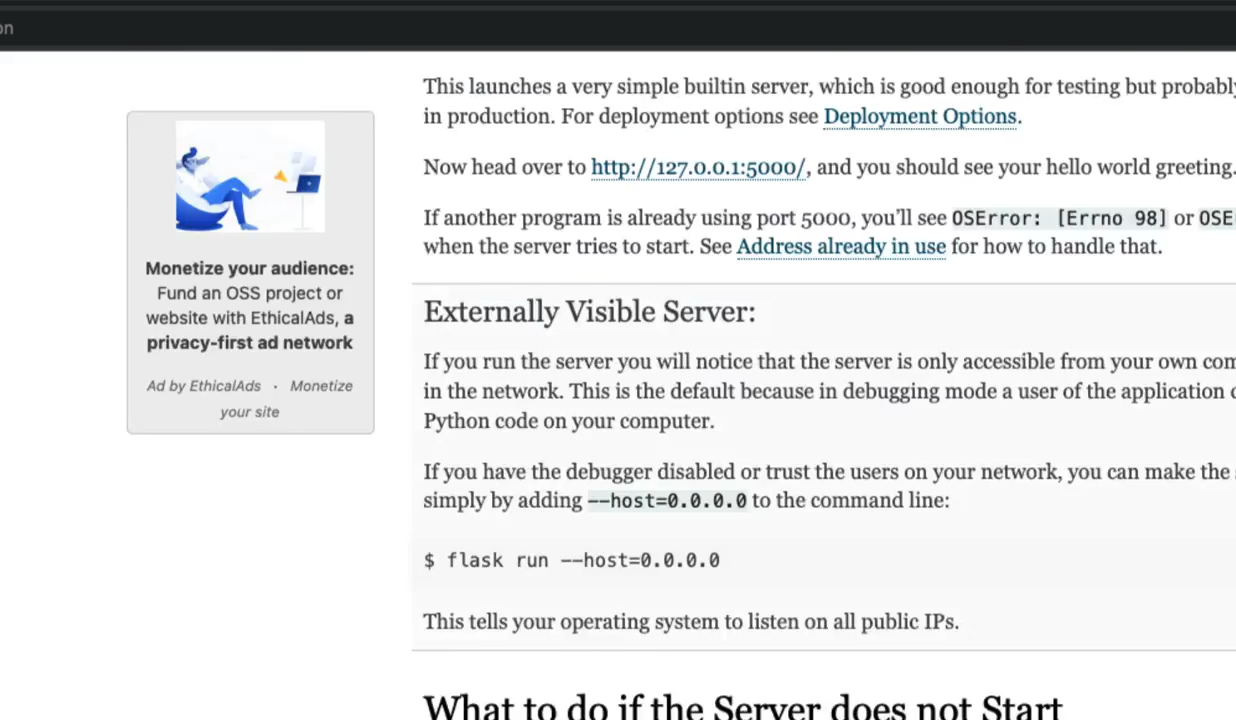 on
This launches a very simple builtin server, which is good enough for testing but probably
in production. For deployment options see Deployment Options.
Now head over to http://127.0.0.1:5000/, and you should see your hello world greeting.
If another program is already using port 5000, you’ll see OSError: [Errno 98] or OSE
when the server tries to start. See Address already in use for how to handle that.
Monetize your audience:
Fund an OSS project or
website with EthicalAds, a
privacy-first ad network
Ad by EthicalAds · Monetize
your site
Externally Visible Server:
If you run the server you will notice that the server is only accessible from your own com
in the network. This is the default because in debugging mode a user of the application c
Python code on your computer.
If you have the debugger disabled or trust the users on your network, you can make the
simply by adding --host=0.0.0.0 to the command line:
$ flask run --host=0.0.0.0
This tells your operating system to listen on all public IPs.
What to do if the Server does not Start